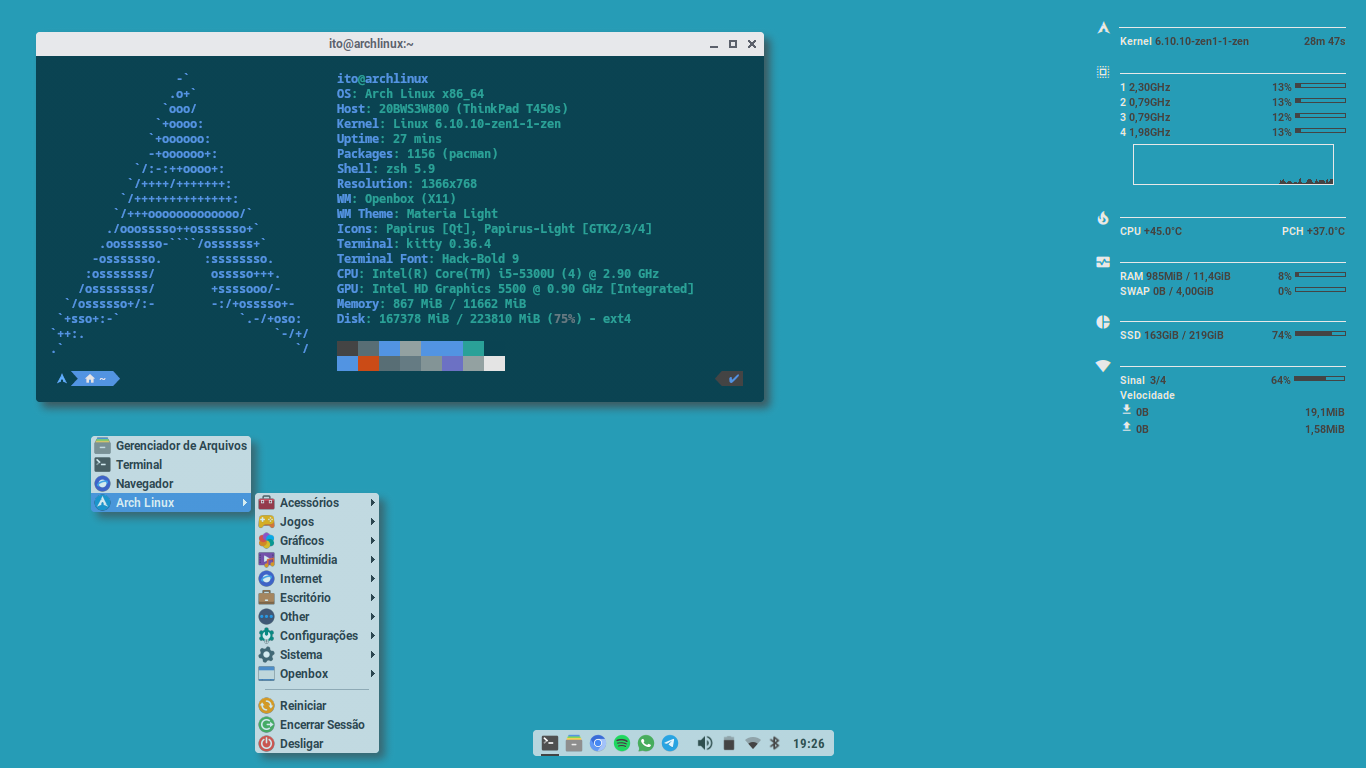 ito@archlinux:~
ito@archlinux
OS: Arch Linux x86_64
Host: 20BWS3W800 (ThinkPad T450s)
Kernel: Linux 6.10.10-zen1-1-zen
Uptime: 27 mins
Packages: 1156 (pacman)
Shell: zsh 5.9
Resolution: 1366x768
WM: Openbox (X11)
WM Theme: Materia Light
Icons: Papirus [Qt], Papirus-Light [GTK2/3/4]
Terminal: kitty 0.36.4
Terminal Font: Hack-Bold 9
CPU: Intel(R) Core(TM) i5-5300U (4) @ 2.90 GHz
GPU: Intel HD Graphics 5500 @ 0.90 GHz [Integrated]
Memory: 867 MiB / 11662 MiB
Disk: 167378 MiB / 223810 MiB (75%) - ext4
~
Kernel 6.10.10-zen1-1-zen 28m 47s
1 2,30GHz 13%
2 0,79GHz 13%
3 0,79GHz 12%
4 1,98GHz 13%
CPU +45.0°C PCH +37.0°C
RAM 985MiB / 11,4GiB 8%
SWAP 0B / 4,00GiB 0%
SSD 163GiB / 219GiB 74%
Sinal 3/4 64%
Velocidade
0B 19,1MiB
0B 1,58MiB
Gerenciador de Arquivos
Terminal
Navegador
Arch Linux
Acessórios
Jogos
Gráficos
Multimídia
Internet
Escritório
Other
Configurações
Sistema
Openbox
Reiniciar
Encerrar Sessão
Desligar
19:26